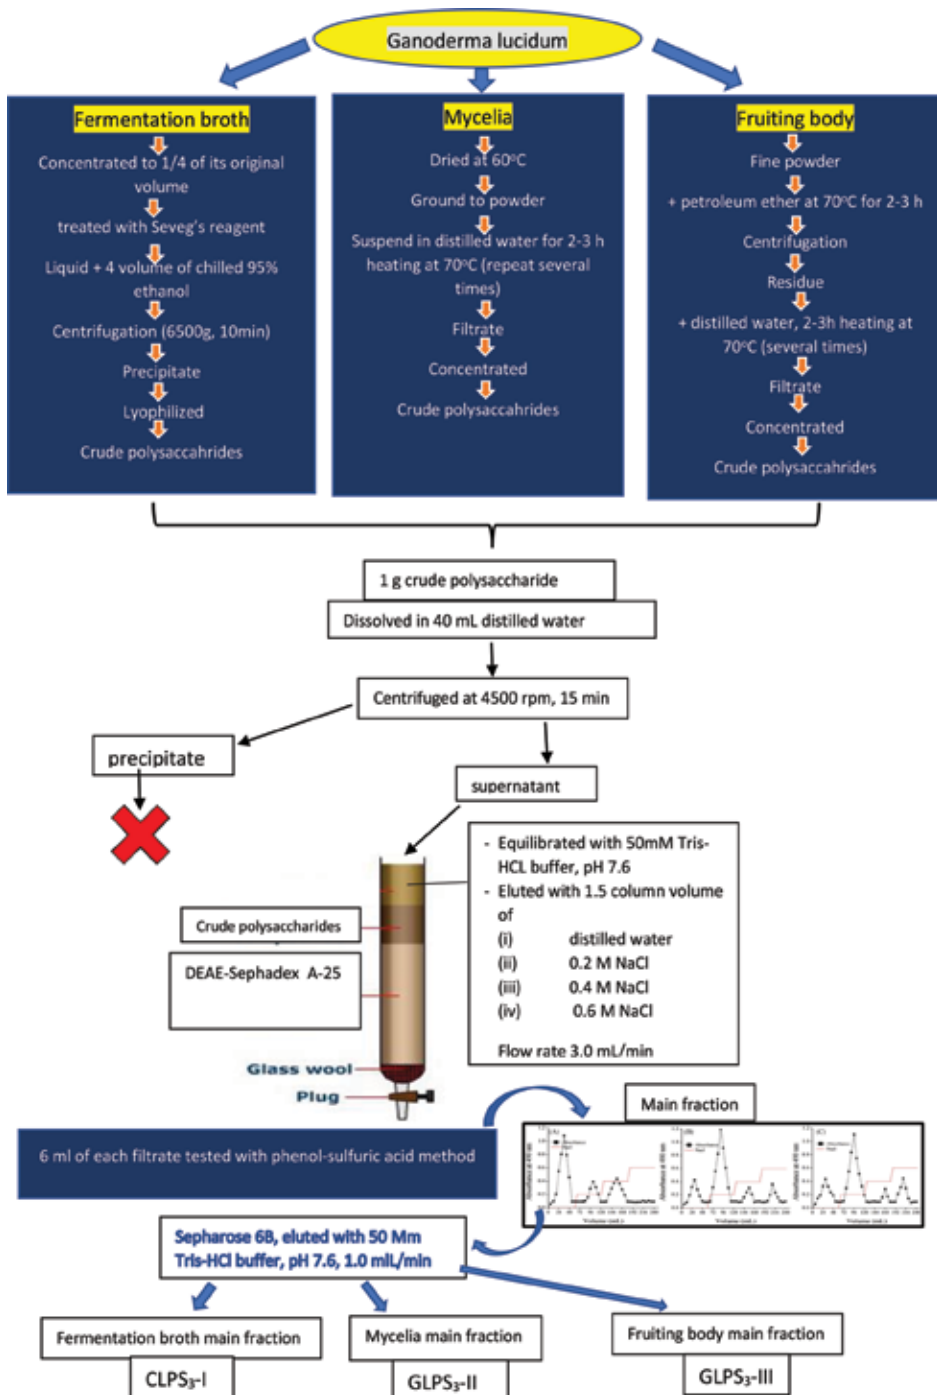 Ganoderma lucidum
Fermentation broth
Concentrated to 1/4 of its original
volume
treated with Seveg's reagent
Liquid + 4 volume of chilled 95%
ethanol
Centrifugation (6500g, 10min)
Precipitate
Lyophilized
Crude polysaccahrides
Mycelia
Dried at 60°C
Ground to powder
Suspend in distilled water for 2-3 h
heating at 70°C (repeat several
times)
Filtrate
Concentrated
Crude polysaccahrides
Fruiting body
Fine powder
+ petroleum ether at 70°C for 2-3 h
Centrifugation
Residue
+ distilled water, 2-3h heating at
70°C (several times)
Filtrate
Concentrated
Crude polysaccahrides
1 g crude polysaccharide
Dissolved in 40 mL distilled water
Centrifuged at 4500 rpm, 15 min
precipitate
supernatant
- Equilibrated with 50mM Tris-
HCL buffer, pH 7.6
- Eluted with 1.5 column volume
of
(i) distilled water
(ii) 0.2 M NaCl
(iii) 0.4 M NaCl
(iv) 0.6 M NaCl
Flow rate 3.0 mL/min
Crude polysaccharides
DEAE-Sephadex A-25
Glass wool
Plug
Main fraction
(A)
(B)
(C)
Volume (mL)
Volume (mL)
Volume (mL)
6 ml of each filtrate tested with phenol-sulfuric acid method
Sepharose 6B, eluted with 50 Mm
Tris-HCl buffer, pH 7.6, 1.0 mlL/min
Fermentation broth main fraction
CLPS₃-I
Mycelia main fraction
GLPS₃-II
Fruiting body main fraction
GLPS₃-III